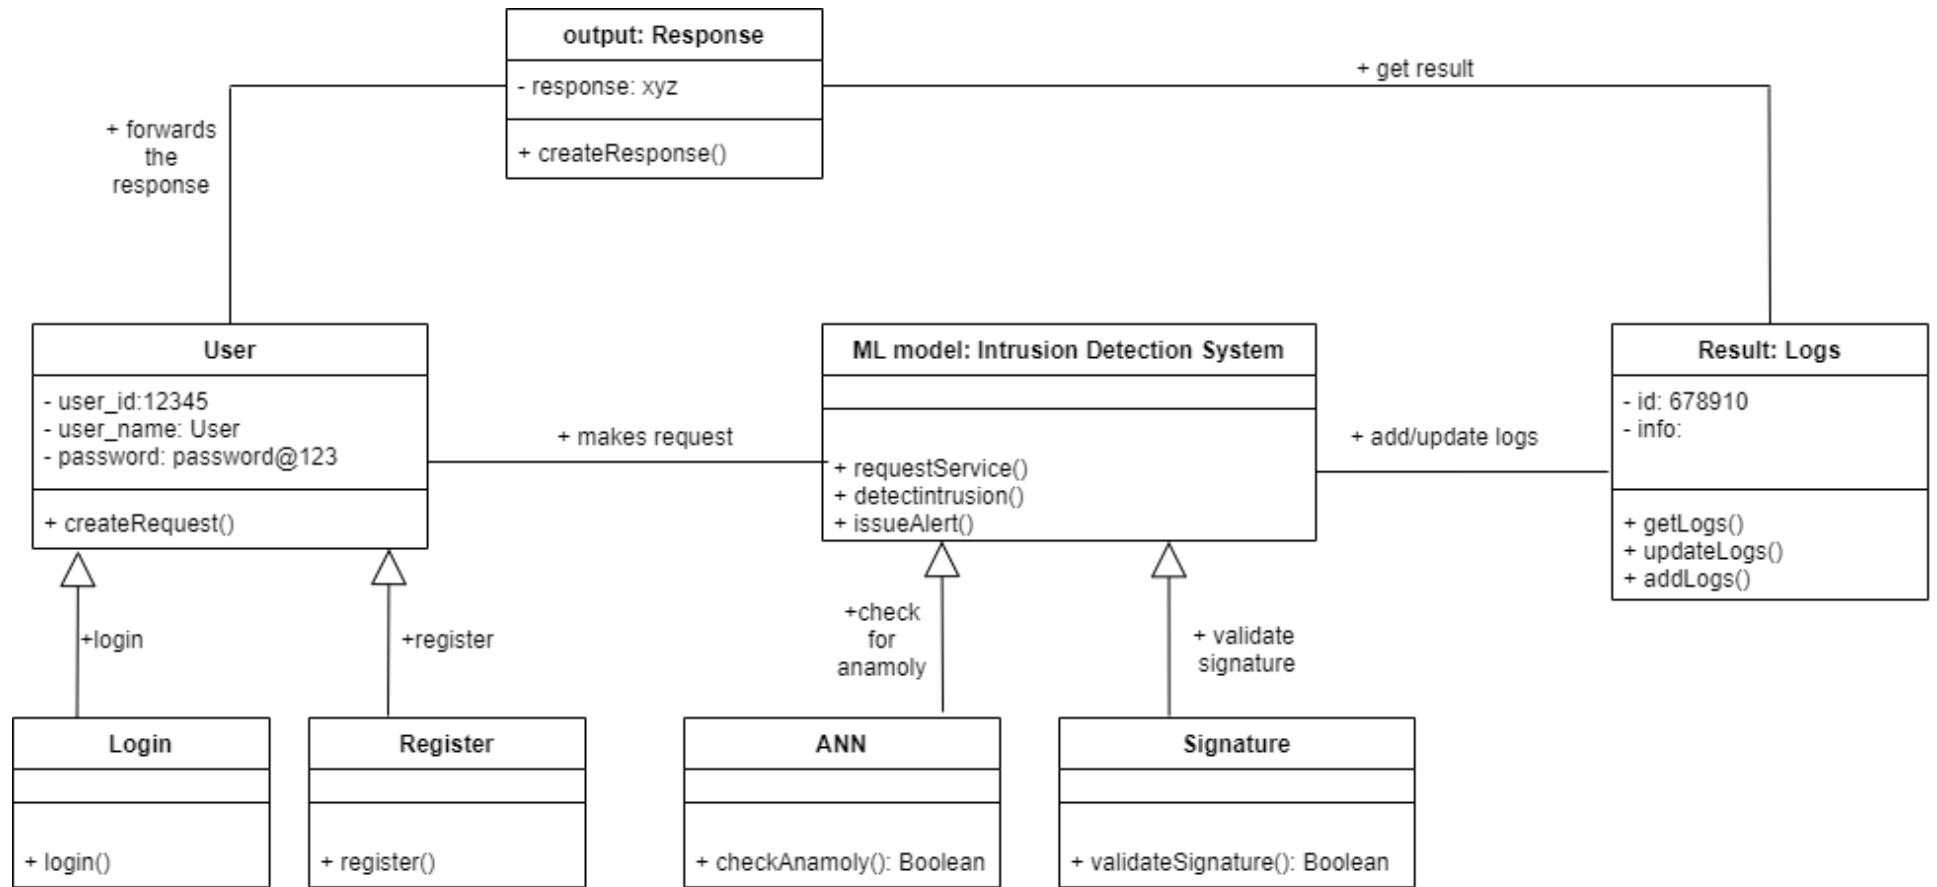 output: Response
- response: xyz
+ createResponse()
+ get result
+ forwards
the
response
User
- user_id:12345
- user_name: User
- password: password@123
+ createRequest()
+ makes request
ML model: Intrusion Detection System
+ requestService()
+ detectintrusion()
+ issueAlert()
+ add/update logs
Result: Logs
- id: 678910
- info:
+ getLogs()
+ updateLogs()
+ addLogs()
+login
+register
+check
for
anamoly
+ validate
signature
Login
+ login()
Register
+ register()
ANN
+ checkAnamoly(): Boolean
Signature
+ validateSignature(): Boolean